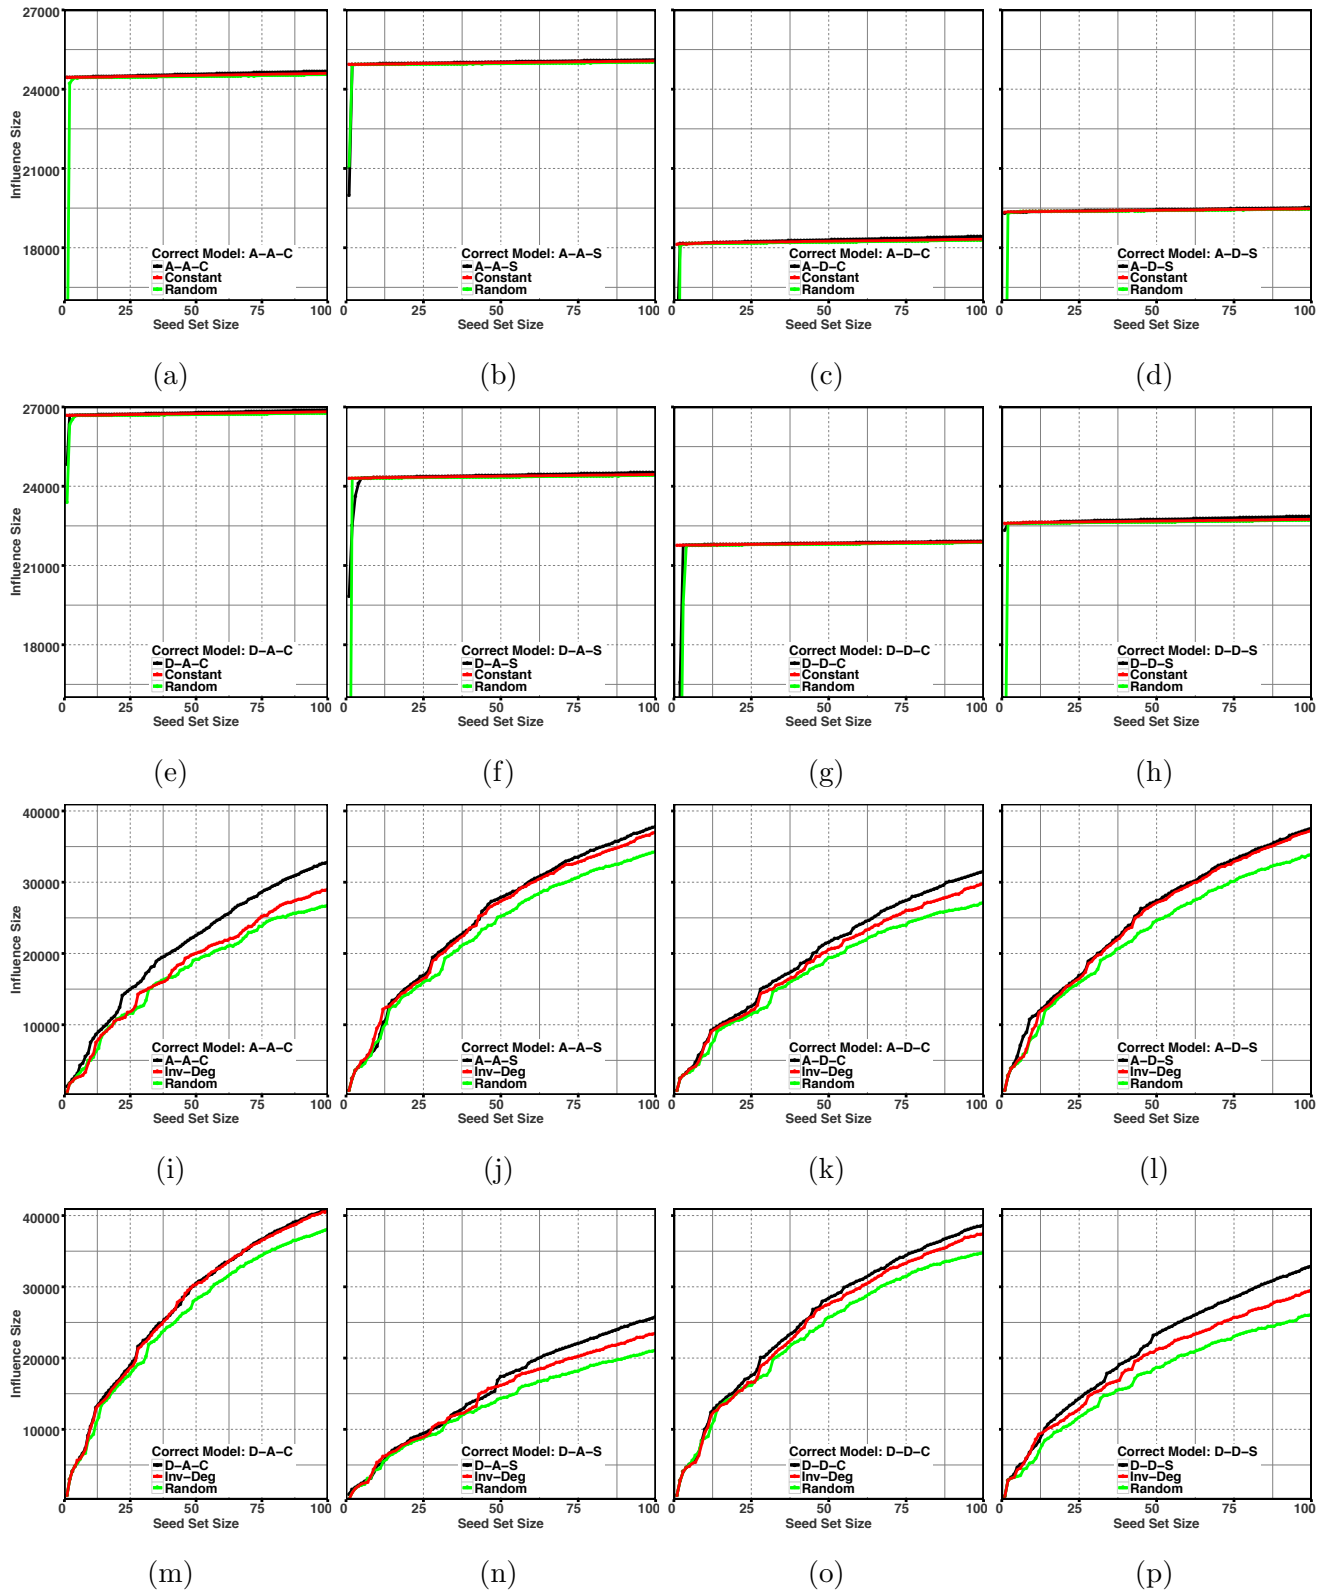 27000
24000
21000
18000
Influence Size
Correct Model: A–A–C
A–A–C
Constant
Random
0 25 50 75 100
Seed Set Size
(a)
Correct Model: A–A–S
A–A–S
Constant
Random
0 25 50 75 100
Seed Set Size
(b)
Correct Model: A–D–C
A–D–C
Constant
Random
0 25 50 75 100
Seed Set Size
(c)
Correct Model: A–D–S
A–D–S
Constant
Random
0 25 50 75 100
Seed Set Size
(d)
27000
24000
21000
18000
Influence Size
Correct Model: D–A–C
D–A–C
Constant
Random
0 25 50 75 100
Seed Set Size
(e)
Correct Model: D–A–S
D–A–S
Constant
Random
0 25 50 75 100
Seed Set Size
(f)
Correct Model: D–D–C
D–D–C
Constant
Random
0 25 50 75 100
Seed Set Size
(g)
Correct Model: D–D–S
D–D–S
Constant
Random
0 25 50 75 100
Seed Set Size
(h)
40000
30000
20000
10000
Influence Size
Correct Model: A–A–C
A–A–C
Inv–Deg
Random
0 25 50 75 100
Seed Set Size
(i)
Correct Model: A–A–S
A–A–S
Inv–Deg
Random
0 25 50 75 100
Seed Set Size
(j)
Correct Model: A–D–C
A–D–C
Inv–Deg
Random
0 25 50 75 100
Seed Set Size
(k)
Correct Model: A–D–S
A–D–S
Inv–Deg
Random
0 25 50 75 100
Seed Set Size
(l)
40000
30000
20000
10000
Influence Size
Correct Model: D–A–C
D–A–C
Inv–Deg
Random
0 25 50 75 100
Seed Set Size
(m)
Correct Model: D–A–S
D–A–S
Inv–Deg
Random
0 25 50 75 100
Seed Set Size
(n)
Correct Model: D–D–C
D–D–C
Inv–Deg
Random
0 25 50 75 100
Seed Set Size
(o)
Correct Model: D–D–S
D–D–S
Inv–Deg
Random
0 25 50 75 100
Seed Set Size
(p)